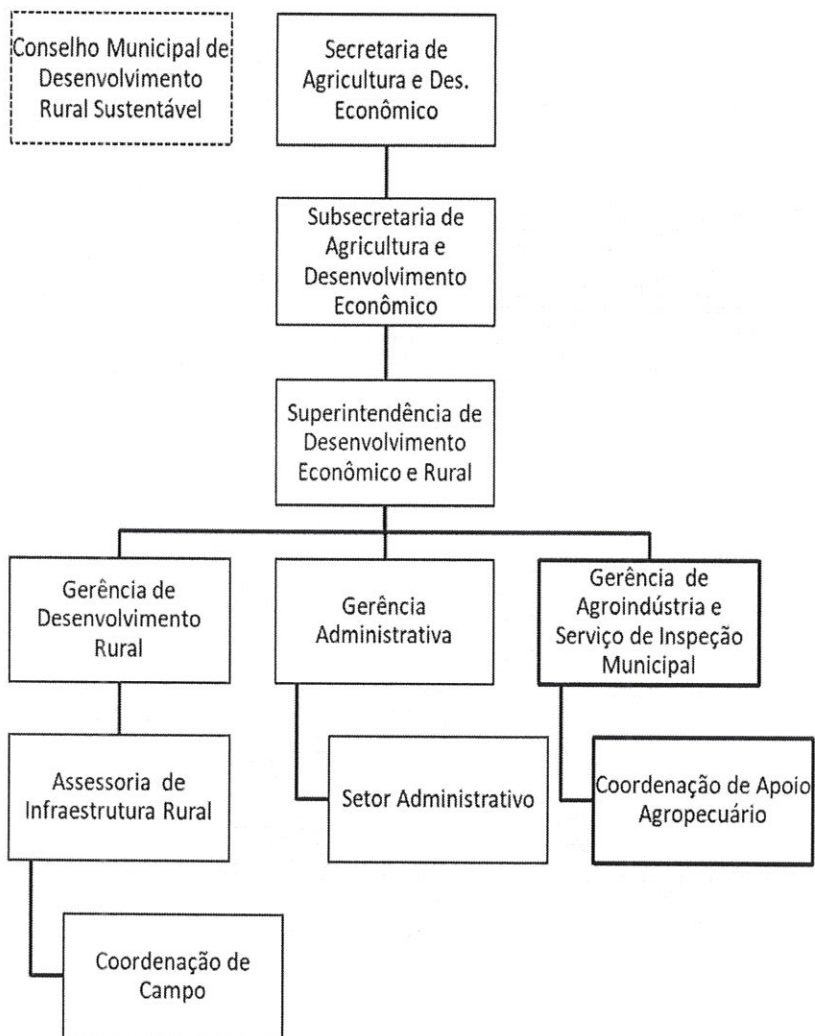 Conselho Municipal de
Desenvolvimento
Rural Sustentável
Secretaria de
Agricultura e Des.
Econômico
Subsecretaria de
Agricultura e
Desenvolvimento
Econômico
Superintendência de
Desenvolvimento
Econômico e Rural
Gerência de
Desenvolvimento
Rural
Gerência
Administrativa
Gerência de
Agroindústria e
Serviço de Inspeção
Municipal
Assessoria de
Infraestrutura Rural
Setor Administrativo
Coordenação de Apoio
Agropecuário
Coordenação de
Campo